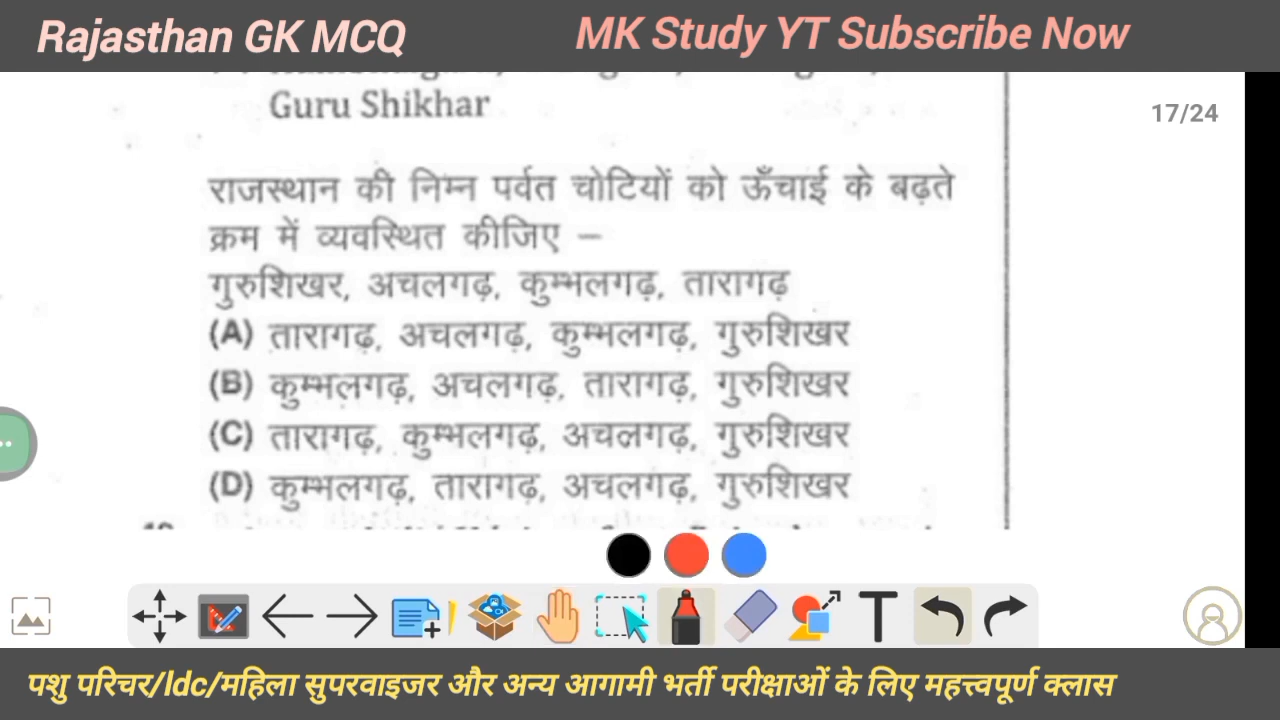 Rajasthan GK MCQ
MK Study YT Subscribe Now
Guru Shikhar
17/24
राजस्थान की निम्न पर्वत चोटियों को ऊँचाई के बढ़ते
क्रम में व्यवस्थित कीजिए –
गुरुशिखर, अचलगढ़, कुम्भलगढ़, तारागढ़
(A) तारागढ़, अचलगढ़, कुम्भलगढ़, गुरुशिखर
(B) कुम्भलगढ़, अचलगढ़, तारागढ़, गुरुशिखर
(C) तारागढ़, कुम्भलगढ़, अचलगढ़, गुरुशिखर
(D) कुम्भलगढ़, तारागढ़, अचलगढ़, गुरुशिखर
T
पशु परिचर/ldc/महिला सुपरवाइजर और अन्य आगामी भर्ती परीक्षाओं के लिए महत्त्वपूर्ण क्लास